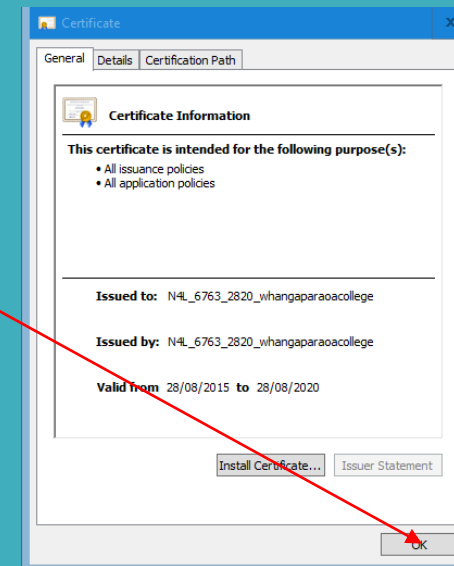 Certificate
General Details Certification Path
Certificate Information
This certificate is intended for the following purpose(s):
• All issuance policies
• All application policies
Issued to: N4L_6763_2820_whangaparaoacollege
Issued by: N4L_6763_2820_whangaparaoacollege
Valid from 28/08/2015 to 28/08/2020
Install Certificate... Issuer Statement
OK